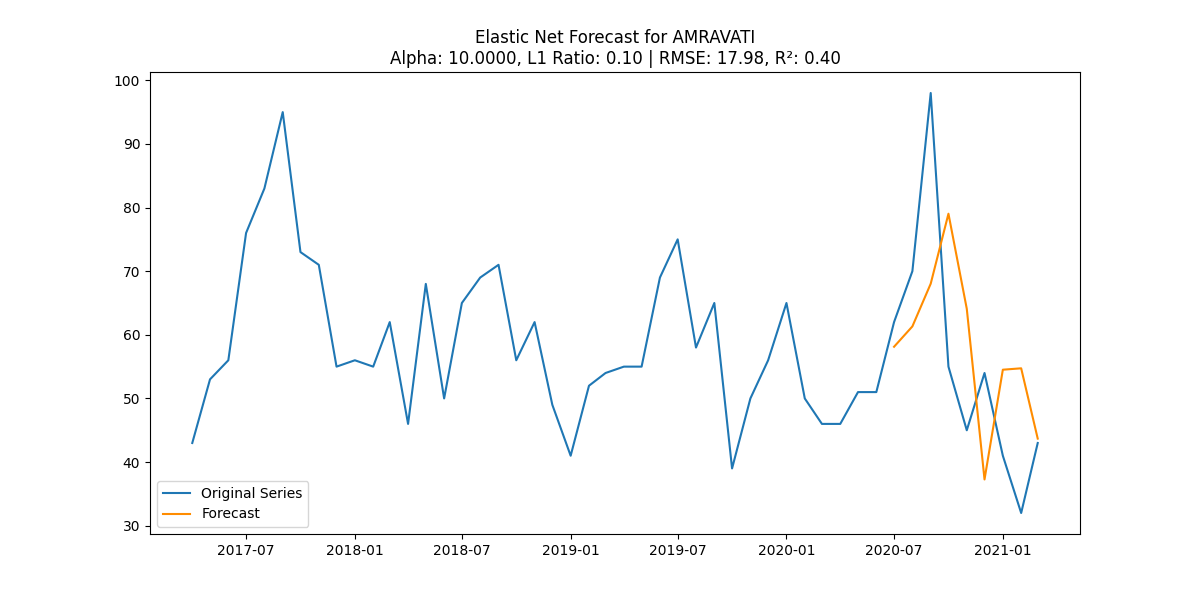 Elastic Net Forecast for AMRAVATI
Alpha: 10.0000, L1 Ratio: 0.10 | RMSE: 17.98, R²: 0.40
100
90
80
70
60
50
40
30
Original Series
Forecast
2017-07 2018-01 2018-07 2019-01 2019-07 2020-01 2020-07 2021-01